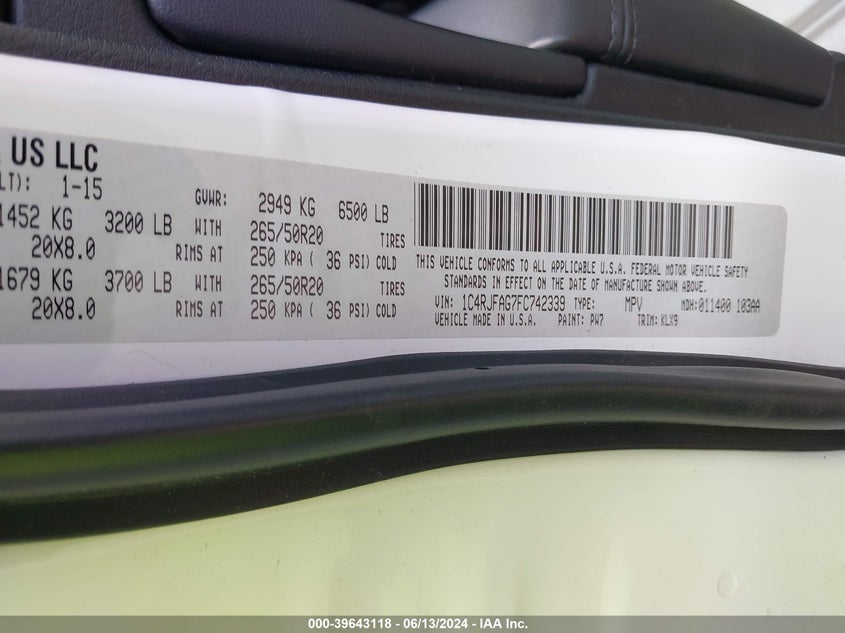 US LLC
LT): 1-15
GVWR: 2949 KG 6500 LB
1452 KG 3200 LB WITH 265/50R20 TIRES
20X8.0 RIMS AT 250 KPA ( 36 PSI) COLD
1679 KG 3700 LB WITH 265/50R20 TIRES
20X8.0 RIMS AT 250 KPA ( 36 PSI) COLD
THIS VEHICLE CONFORMS TO ALL APPLICABLE U.S.A. FEDERAL MOTOR VEHICLE SAFETY
STANDARDS IN EFFECT ON THE DATE OF MANUFACTURE SHOWN ABOVE.
VIN: 1C4RJFAG7FC742339 TYPE: MPV MDH:011400 103AA
VEHICLE MADE IN U.S.A. PAINT: PW7 TRIM: KLX9
000-39643118 - 06/13/2024 - IAA Inc.